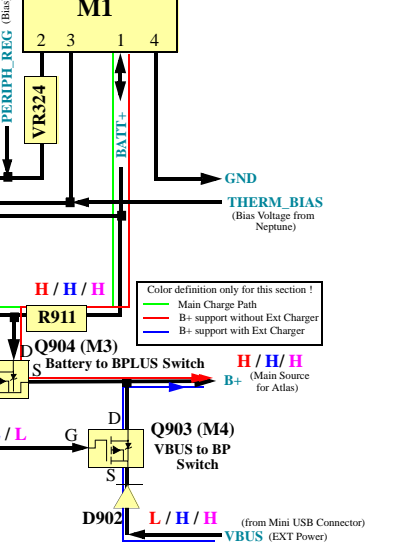 (Bias
M1
2 3 1 4
PERIPH_REG
VR324
BATT+
GND
THERM_BIAS
(Bias Voltage from
Neptune)
H / H / H
Color definition only for this section !
Main Charge Path
B+ support without Ext Charger
B+ support with Ext Charger
R911
Q904 (M3)
D
Battery to BPLUS Switch
S
H / H/ H
B+
(Main Source
for Atlas)
D
Q903 (M4)
/ L
G
VBUS to BP
Switch
S
D902
L / H / H
(from Mini USB Connector)
VBUS (EXT Power)